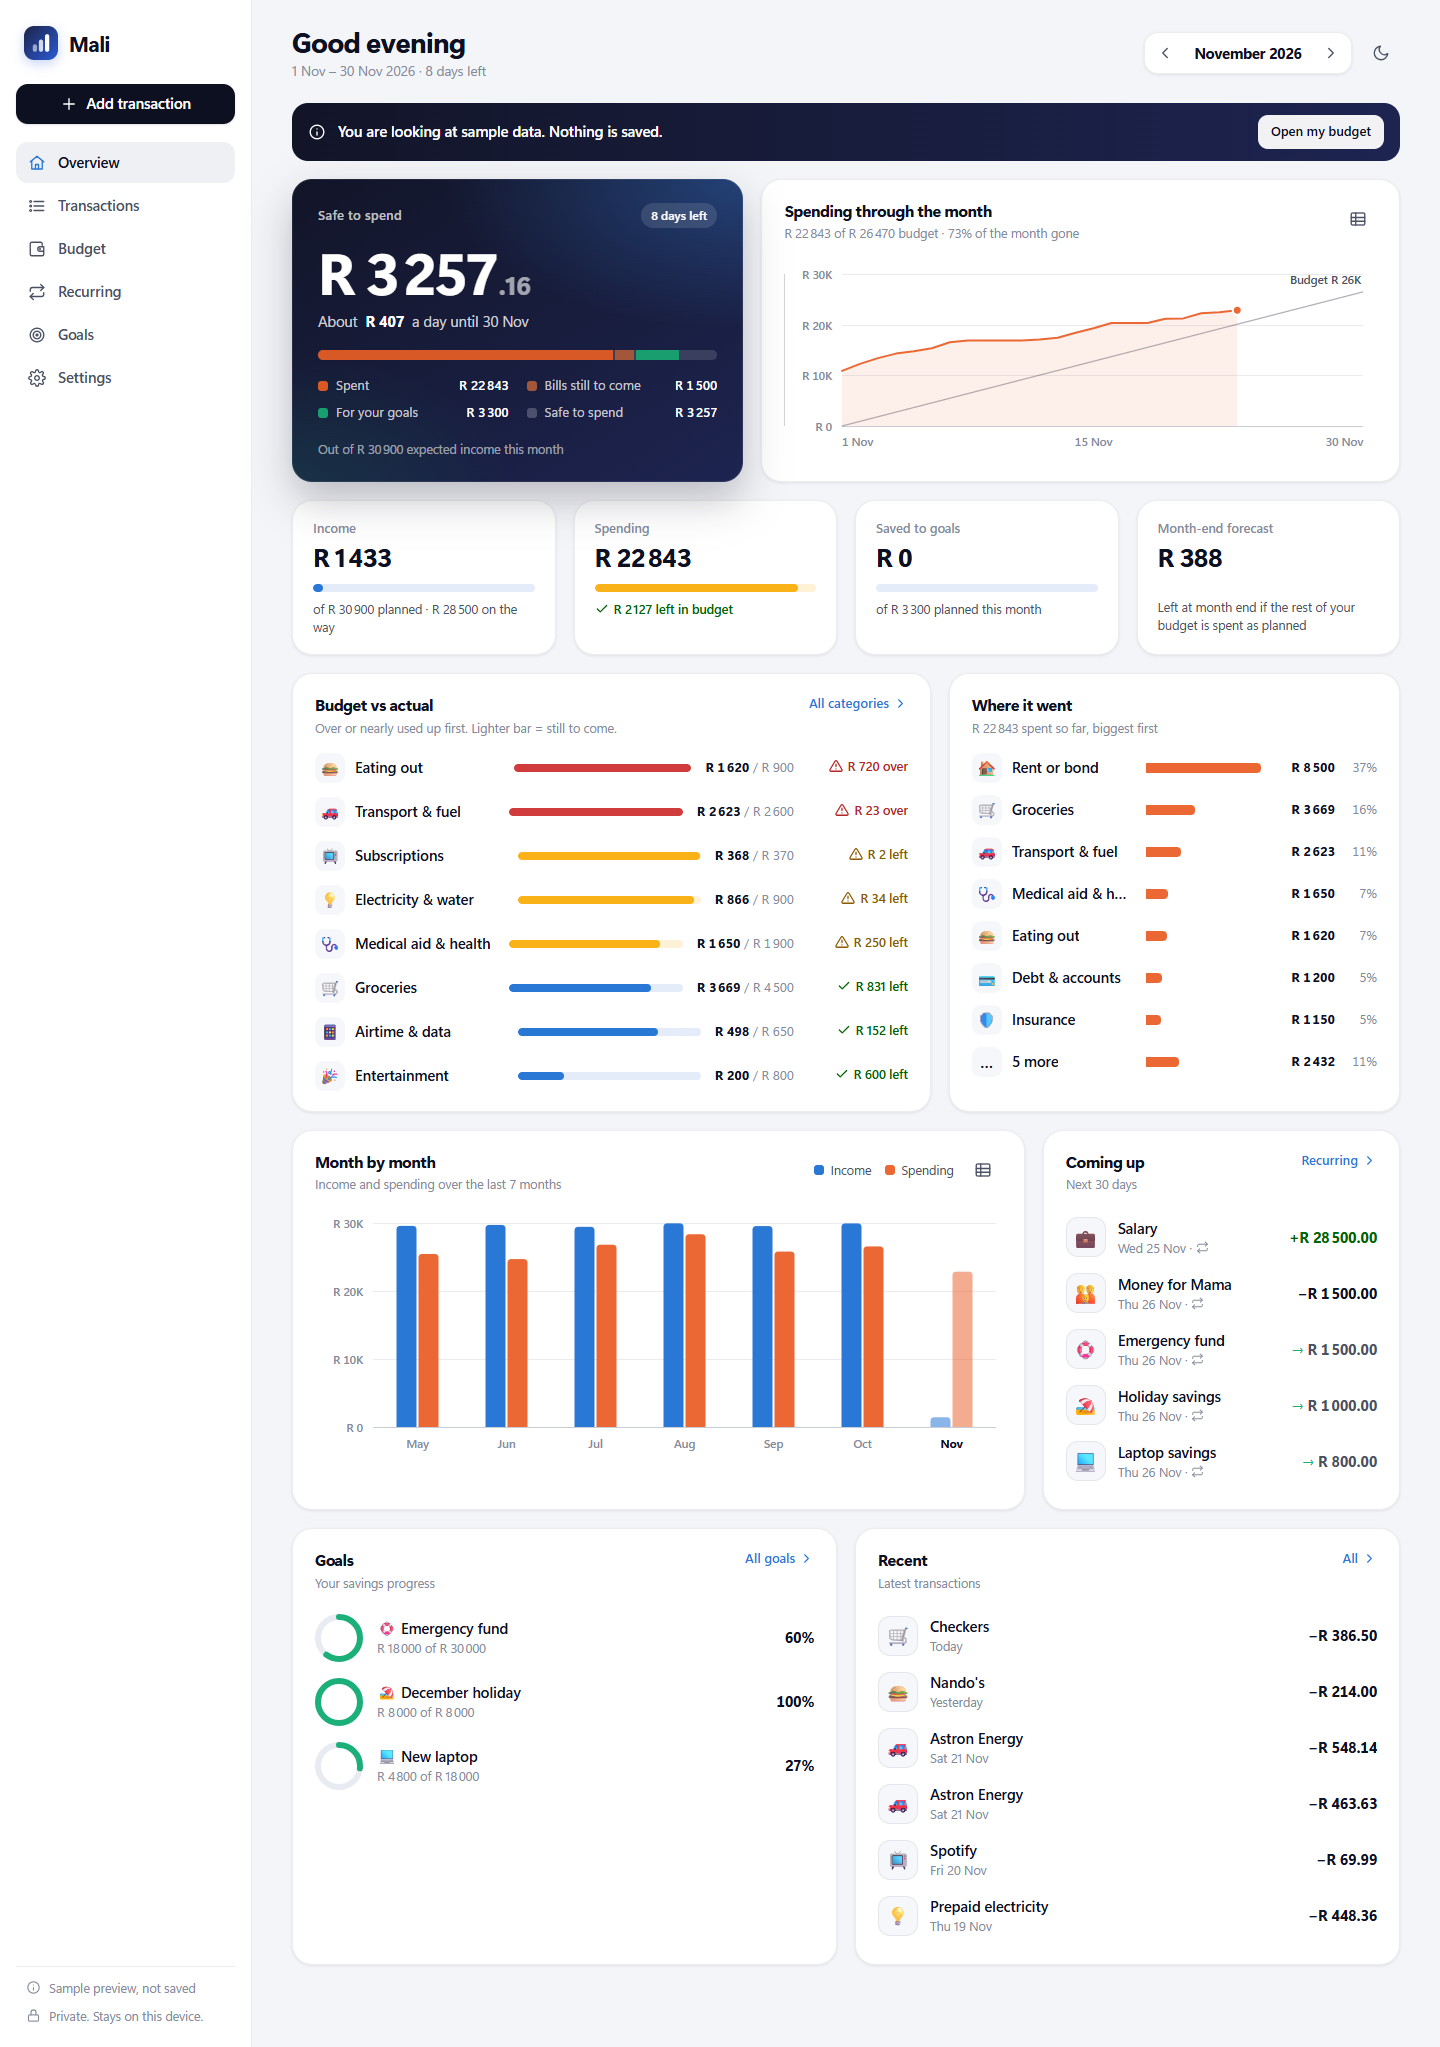 Mali
Add transaction
Overview
Transactions
Budget
Recurring
Goals
Settings
Sample preview, not saved
Private. Stays on this device.
Good evening
1 Nov – 30 Nov 2026 · 8 days left
November 2026
You are looking at sample data. Nothing is saved.
Open my budget
Safe to spend
8 days left
R 3 257.16
About R 407 a day until 30 Nov
Spent R 22 843
Bills still to come R 1 500
For your goals R 3 300
Safe to spend R 3 257
Out of R 30 900 expected income this month
Spending through the month
R 22 843 of R 26 470 budget · 73% of the month gone
R 30K
Budget R 26K
R 20K
R 10K
R 0
1 Nov 15 Nov 30 Nov
Income
R 1 433
of R 30 900 planned · R 28 500 on the
way
Spending
R 22 843
R 2 127 left in budget
Saved to goals
R 0
of R 3 300 planned this month
Month-end forecast
R 388
Left at month end if the rest of your
budget is spent as planned
Budget vs actual
All categories
Over or nearly used up first. Lighter bar = still to come.
Eating out R 1 620 / R 900 R 720 over
Transport & fuel R 2 623 / R 2 600 R 23 over
Subscriptions R 368 / R 370 R 2 left
Electricity & water R 866 / R 900 R 34 left
Medical aid & health R 1 650 / R 1 900 R 250 left
Groceries R 3 669 / R 4 500 R 831 left
Airtime & data R 498 / R 650 R 152 left
Entertainment R 200 / R 800 R 600 left
Where it went
R 22 843 spent so far, biggest first
Rent or bond R 8 500 37%
Groceries R 3 669 16%
Transport & fuel R 2 623 11%
Medical aid & h... R 1 650 7%
Eating out R 1 620 7%
Debt & accounts R 1 200 5%
Insurance R 1 150 5%
... 5 more R 2 432 11%
Month by month
Income and spending over the last 7 months
Income Spending
R 30K
R 20K
R 10K
R 0
May Jun Jul Aug Sep Oct Nov
Coming up
Recurring
Next 30 days
Salary
Wed 25 Nov ·
+R 28 500.00
Money for Mama
Thu 26 Nov ·
−R 1 500.00
Emergency fund
Thu 26 Nov ·
→ R 1 500.00
Holiday savings
Thu 26 Nov ·
→ R 1 000.00
Laptop savings
Thu 26 Nov ·
→ R 800.00
Goals
All goals
Your savings progress
Emergency fund
R 18 000 of R 30 000
60%
December holiday
R 8 000 of R 8 000
100%
New laptop
R 4 800 of R 18 000
27%
Recent
All
Latest transactions
Checkers
Today
−R 386.50
Nando's
Yesterday
−R 214.00
Astron Energy
Sat 21 Nov
−R 548.14
Astron Energy
Sat 21 Nov
−R 463.63
Spotify
Fri 20 Nov
−R 69.99
Prepaid electricity
Thu 19 Nov
−R 448.36